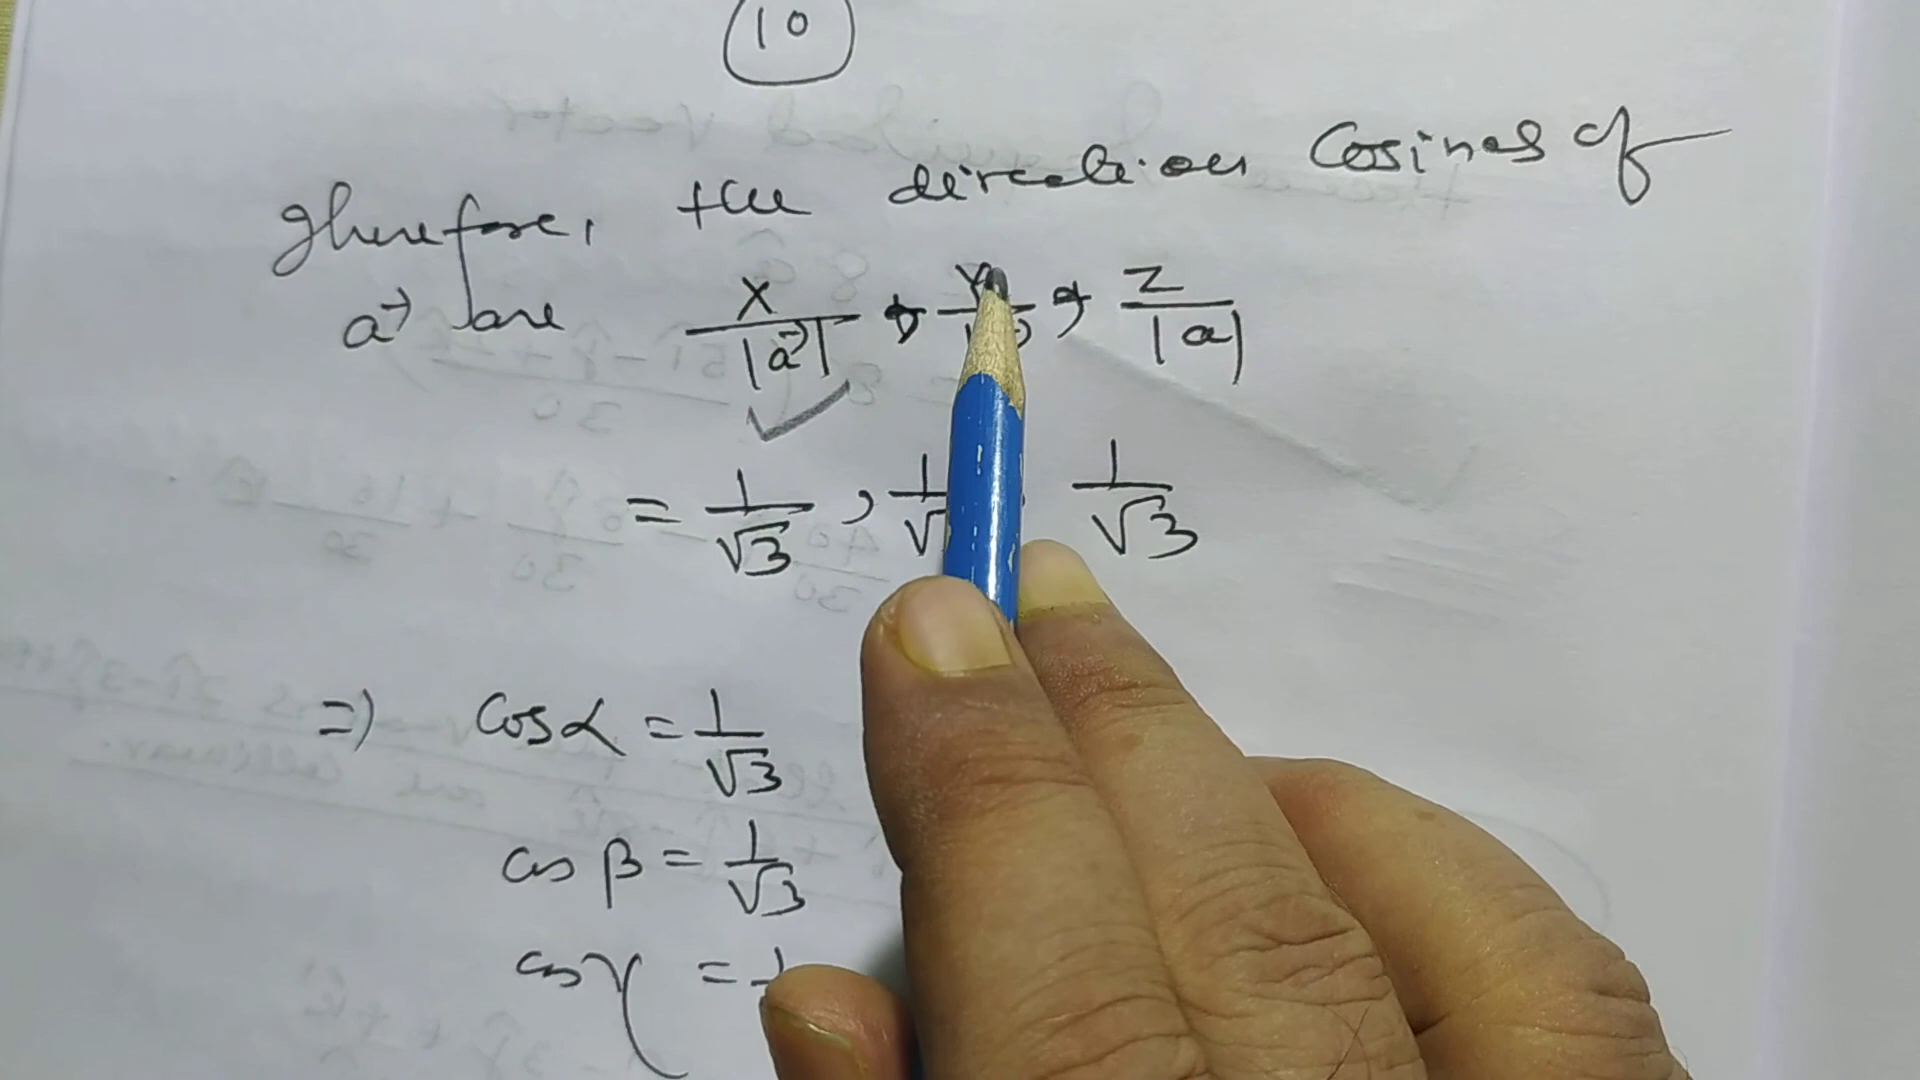 10
Therefore, the direction cosines of
a→ are X/|a→| , Y/ , Z/|a|
= 1/√3 , 1/√ 1/√3
=) cos α = 1/√3
cos β = 1/√3
cos γ = 1